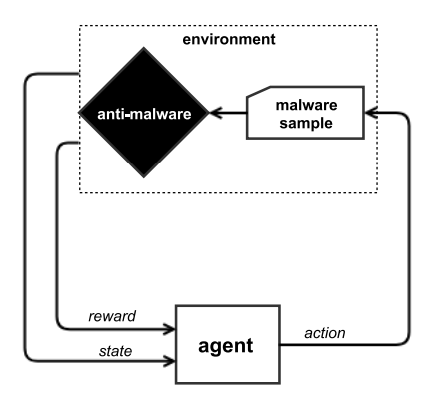 environment
anti-malware
malware
sample
reward
state
agent
action